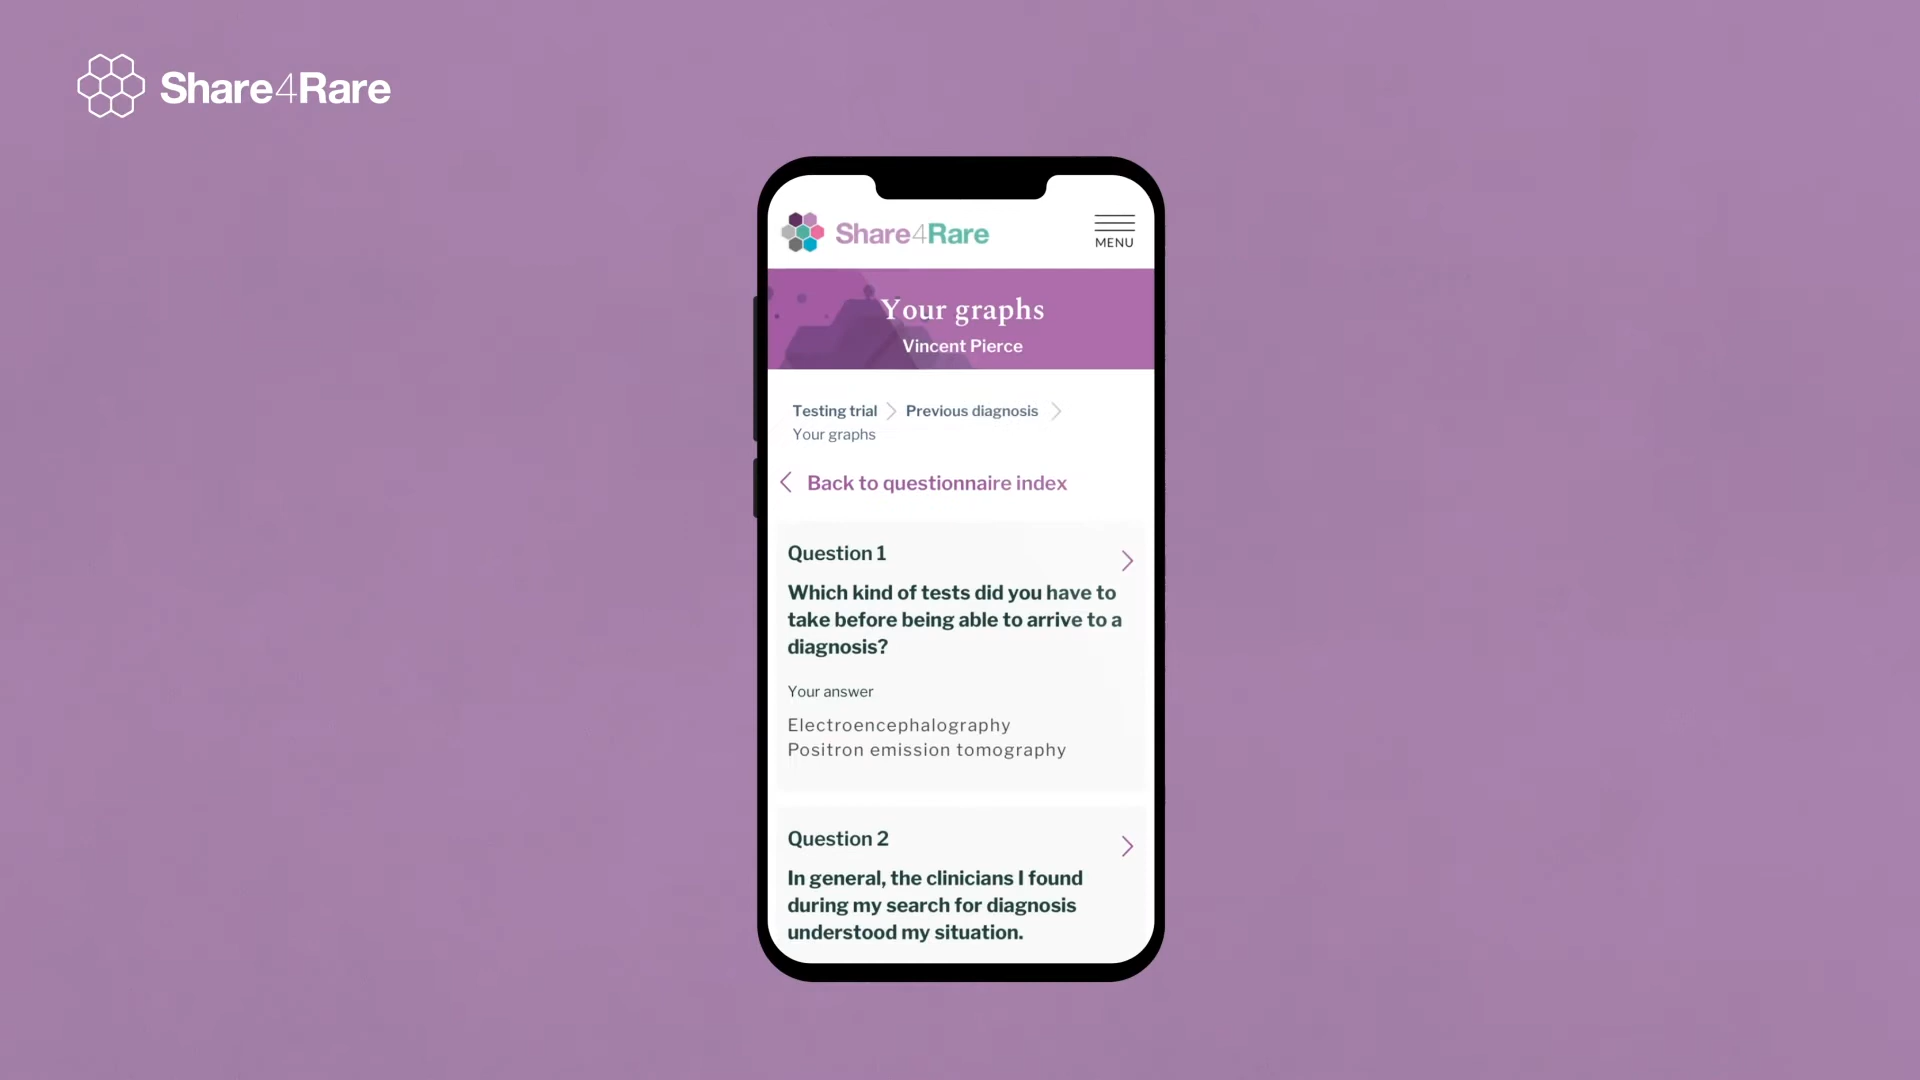 Share4Rare
Share4Rare
MENU
Your graphs
Vincent Pierce
Testing trial
Previous diagnosis
Your graphs
Back to questionnaire index
Question 1
Which kind of tests did you have to
take before being able to arrive to a
diagnosis?
Your answer
Electroencephalography
Positron emission tomography
Question 2
In general, the clinicians I found
during my search for diagnosis
understood my situation.